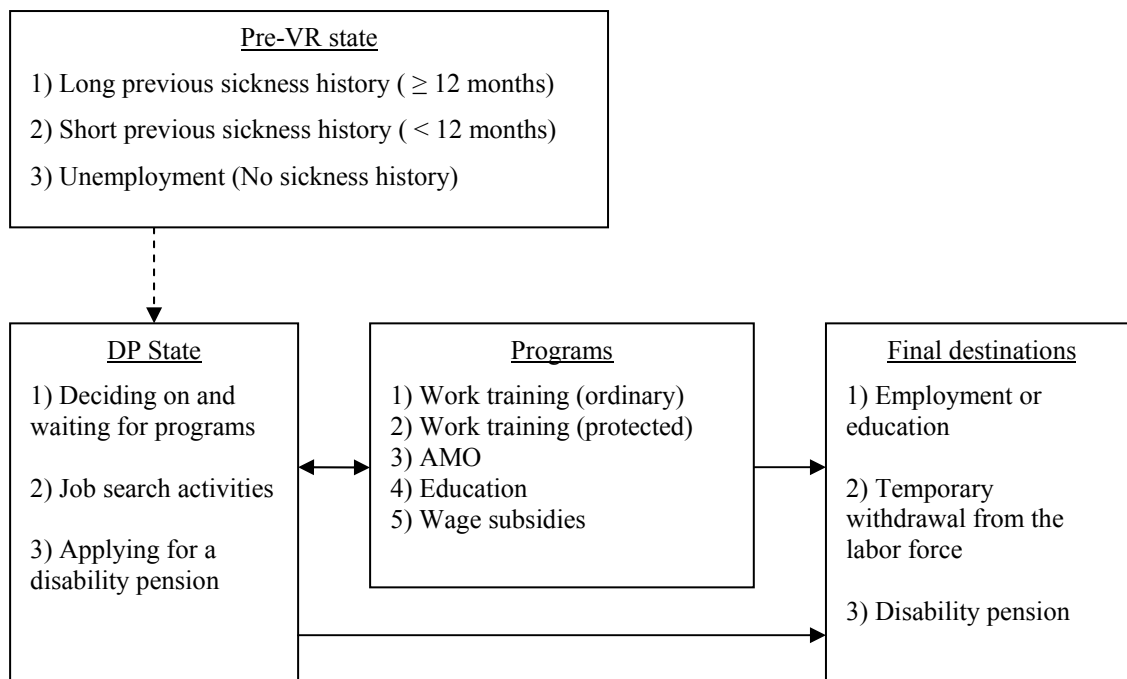 Pre-VR state
1) Long previous sickness history ( ≥ 12 months)
2) Short previous sickness history ( < 12 months)
3) Unemployment (No sickness history)
DP State
1) Deciding on and
waiting for programs
2) Job search activities
3) Applying for a
disability pension
Programs
1) Work training (ordinary)
2) Work training (protected)
3) AMO
4) Education
5) Wage subsidies
Final destinations
1) Employment or
education
2) Temporary
withdrawal from the
labor force
3) Disability pension